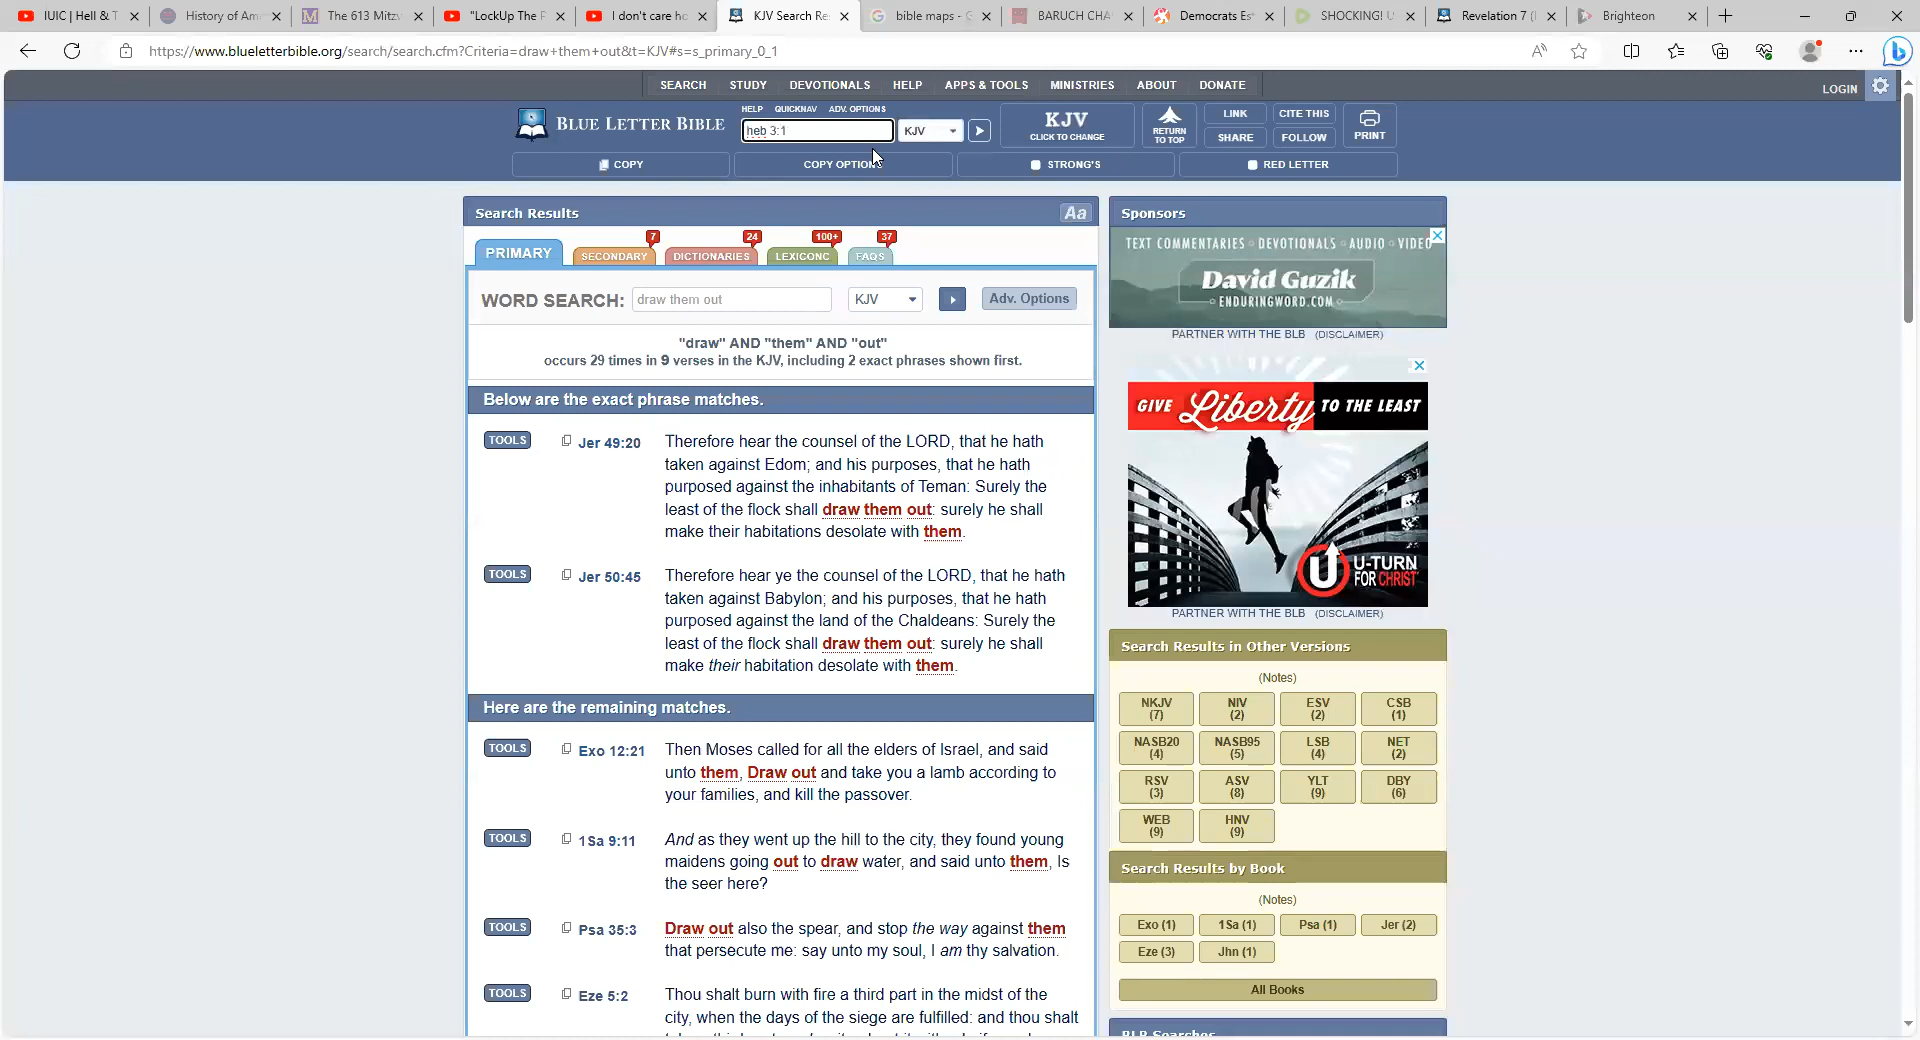 IUIC | Hell & T
History of Am
The 613 Mitzv
"LockUp The F
I don't care ho
KJV Search Re
bible maps - G
BARUCH CHA
Democrats Es
SHOCKING! U
Revelation 7 (
Brighteon
https://www.blueletterbible.org/search/search.cfm?Criteria=draw+them+out&t=KJV#s=s_primary_0_1
SEARCH STUDY DEVOTIONALS HELP APPS & TOOLS MINISTRIES ABOUT DONATE
LOGIN
HELP QUICKNAV ADV. OPTIONS
BLUE LETTER BIBLE
heb 3:1
KJV
KJV
CLICK TO CHANGE
RETURN
TO TOP
LINK
CITE THIS
SHARE
FOLLOW
PRINT
COPY
COPY OPTION
STRONG'S
RED LETTER
Search Results
Aa
PRIMARY
SECONDARY
7
DICTIONARIES
24
LEXICONC
100+
FAQS
37
WORD SEARCH:
draw them out
KJV
Adv. Options
"draw" AND "them" AND "out"
occurs 29 times in 9 verses in the KJV, including 2 exact phrases shown first.
Below are the exact phrase matches.
TOOLS
Jer 49:20
Therefore hear the counsel of the LORD, that he hath
taken against Edom; and his purposes, that he hath
purposed against the inhabitants of Teman: Surely the
least of the flock shall draw them out: surely he shall
make their habitations desolate with them.
TOOLS
Jer 50:45
Therefore hear ye the counsel of the LORD, that he hath
taken against Babylon; and his purposes, that he hath
purposed against the land of the Chaldeans: Surely the
least of the flock shall draw them out: surely he shall
make their habitation desolate with them.
Here are the remaining matches.
TOOLS
Exo 12:21
Then Moses called for all the elders of Israel, and said
unto them, Draw out and take you a lamb according to
your families, and kill the passover.
TOOLS
1Sa 9:11
And as they went up the hill to the city, they found young
maidens going out to draw water, and said unto them, Is
the seer here?
TOOLS
Psa 35:3
Draw out also the spear, and stop the way against them
that persecute me: say unto my soul, I am thy salvation.
TOOLS
Eze 5:2
Thou shalt burn with fire a third part in the midst of the
city, when the days of the siege are fulfilled: and thou shalt
Sponsors
TEXT COMMENTARIES • DEVOTIONALS • AUDIO • VIDEO
David Guzik
ENDURINGWORD.COM
PARTNER WITH THE BLB (DISCLAIMER)
GIVE Liberty TO THE LEAST
U
U-TURN
FOR CHRIST
PARTNER WITH THE BLB (DISCLAIMER)
Search Results in Other Versions
(Notes)
NKJV
(7)
NIV
(2)
ESV
(2)
CSB
(1)
NASB20
(4)
NASB95
(5)
LSB
(4)
NET
(2)
RSV
(3)
ASV
(8)
YLT
(9)
DBY
(6)
WEB
(9)
HNV
(9)
Search Results by Book
(Notes)
Exo (1)
1Sa (1)
Psa (1)
Jer (2)
Eze (3)
Jhn (1)
All Books
BLB Searches